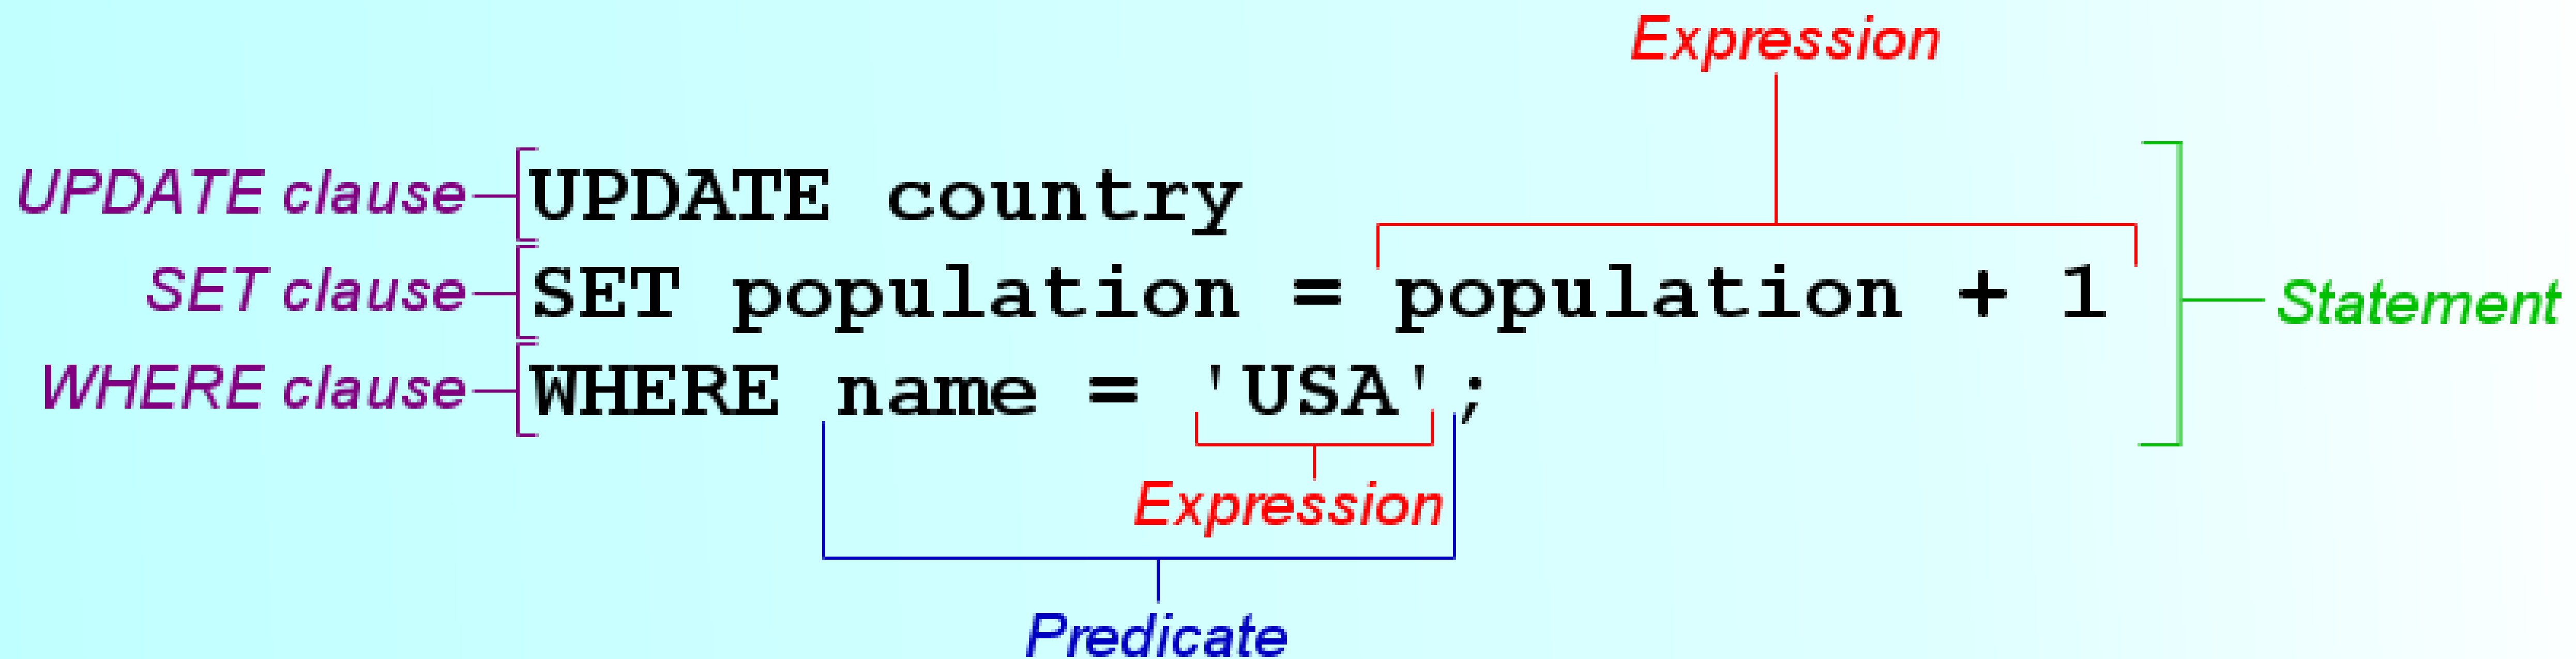 Expression
UPDATE clause UPDATE country
SET clause SET population = population + 1
Statement
WHERE clause WHERE name = 'USA';
Expression
Predicate